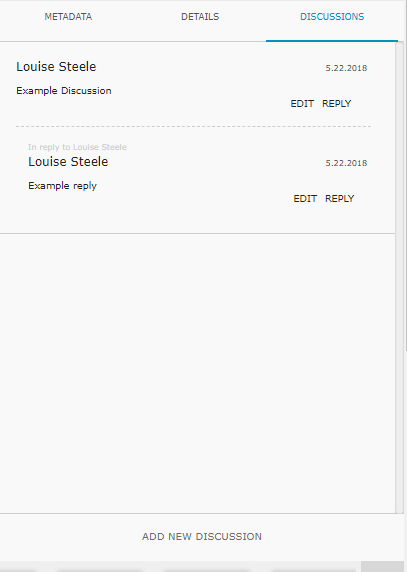 METADATA DETAILS DISCUSSIONS
Louise Steele 5.22.2018
Example Discussion
EDIT REPLY
In reply to Louise Steele
Louise Steele 5.22.2018
Example reply
EDIT REPLY
ADD NEW DISCUSSION